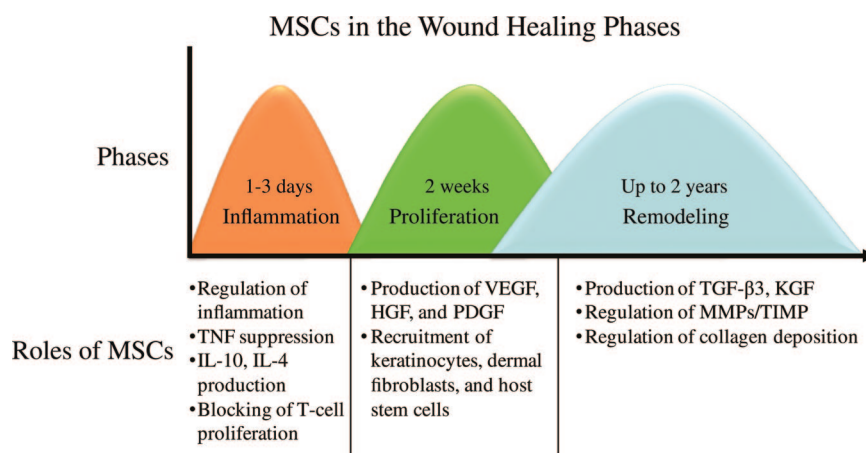 MSCs in the Wound Healing Phases
Phases
1-3 days
Inflammation
2 weeks
Proliferation
Up to 2 years
Remodeling
Roles of MSCs
•Regulation of
inflammation
•TNF suppression
•IL-10, IL-4
production
•Blocking of T-cell
proliferation
•Production of VEGF,
HGF, and PDGF
•Recruitment of
keratinocytes, dermal
fibroblasts, and host
stem cells
•Production of TGF-β3, KGF
•Regulation of MMPs/TIMP
•Regulation of collagen deposition